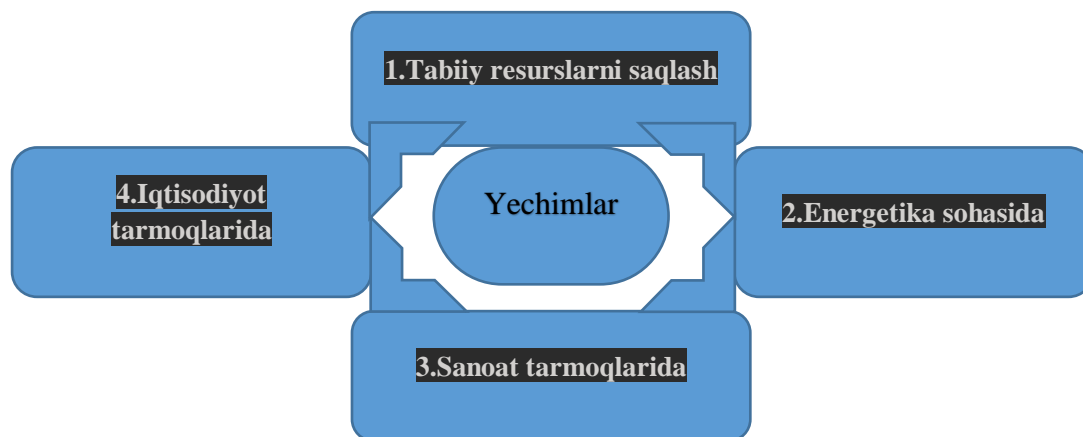 1.Tabiiy resurslarni saqlash
4.Iqtisodiyot
tarmoqlarida
Yechimlar
2.Energetika sohasida
3.Sanoat tarmoqlarida